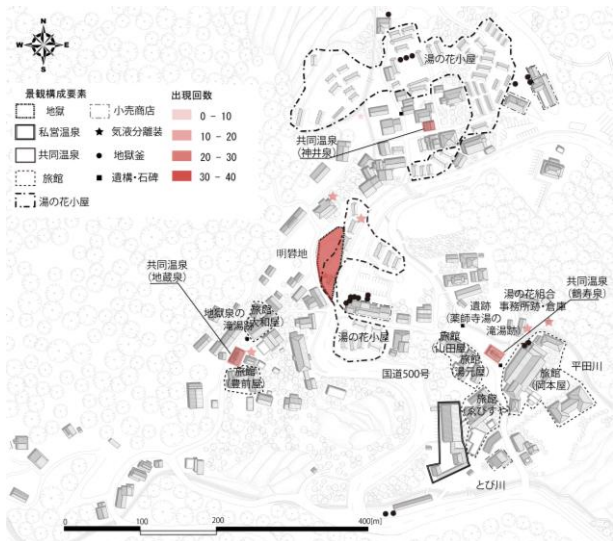 N
W
E
S
景観構成要素
地獄
私営温泉
共同温泉
旅館
湯の花小屋
小売商店
気液分離装
地獄釜
遺構・石碑
出現回数
0 - 10
10 - 20
20 - 30
30 - 40
湯の花小屋
共同温泉
(神井泉)
明礬地
共同温泉
(地蔵泉)
地獄泉の
滝湯跡
旅館
(大和屋)
旅館
(豊前屋)
湯の花小屋
国道500号
遺跡
(薬師寺湯の
滝湯跡)
湯の花組合
事務所跡・倉庫
共同温泉
(鶴寿泉)
旅館
(山田屋)
旅館
(湯元屋)
旅館
(岡本屋)
平田川
旅館
(ゑびすや)
とび川
0
100
200
400[m]